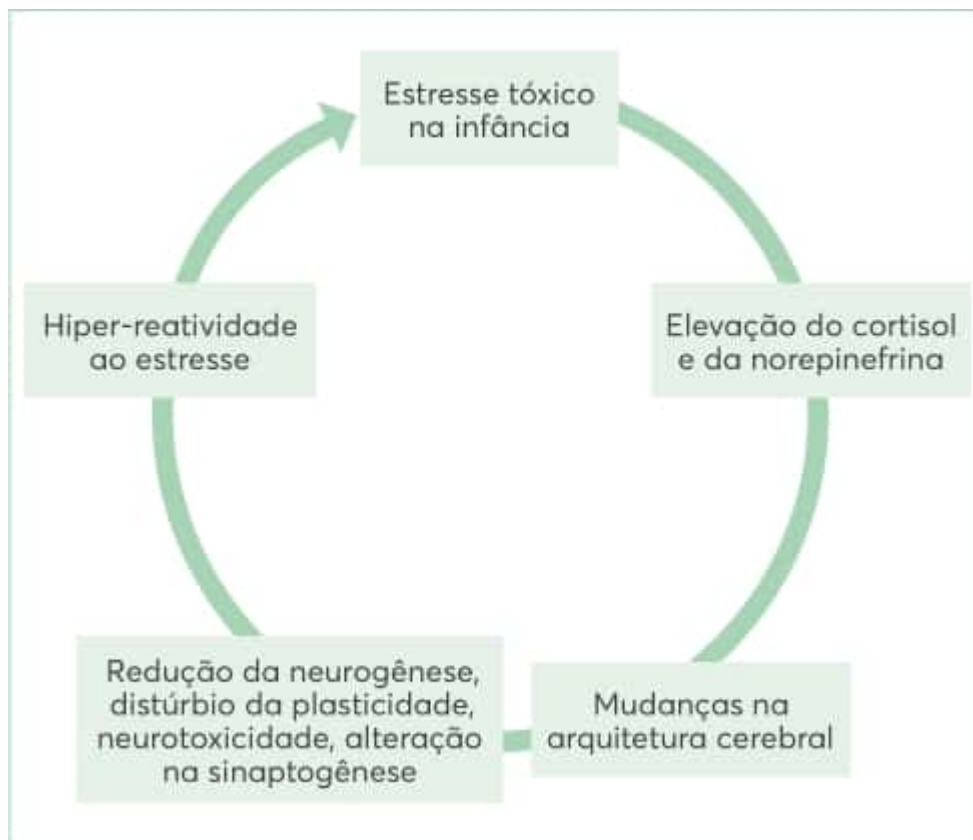 Estresse tóxico
na infância
Elevação do cortisol
e da norepinefrina
Mudanças na
arquitetura cerebral
Redução da neurogênese,
distúrbio da plasticidade,
neurotoxicidade, alteração
na sinaptogênese
Hiper-reatividade
ao estresse